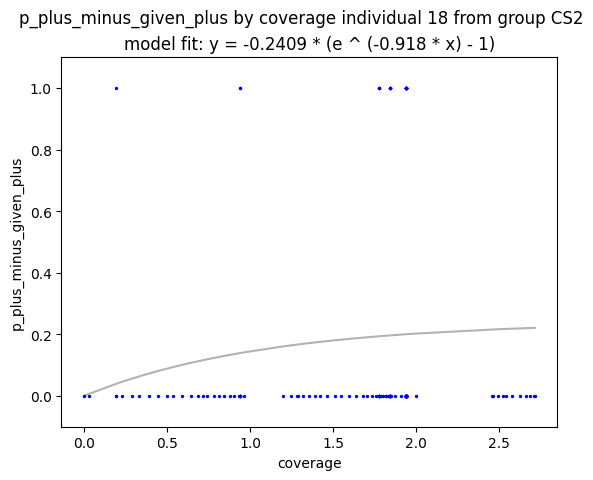 p_plus_minus_given_plus by coverage individual 18 from group CS2
model fit: y = -0.2409 * (e ^ (-0.918 * x) - 1)
1.0
0.8
0.6
0.4
0.2
0.0
p_plus_minus_given_plus
0.0 0.5 1.0 1.5 2.0 2.5
coverage